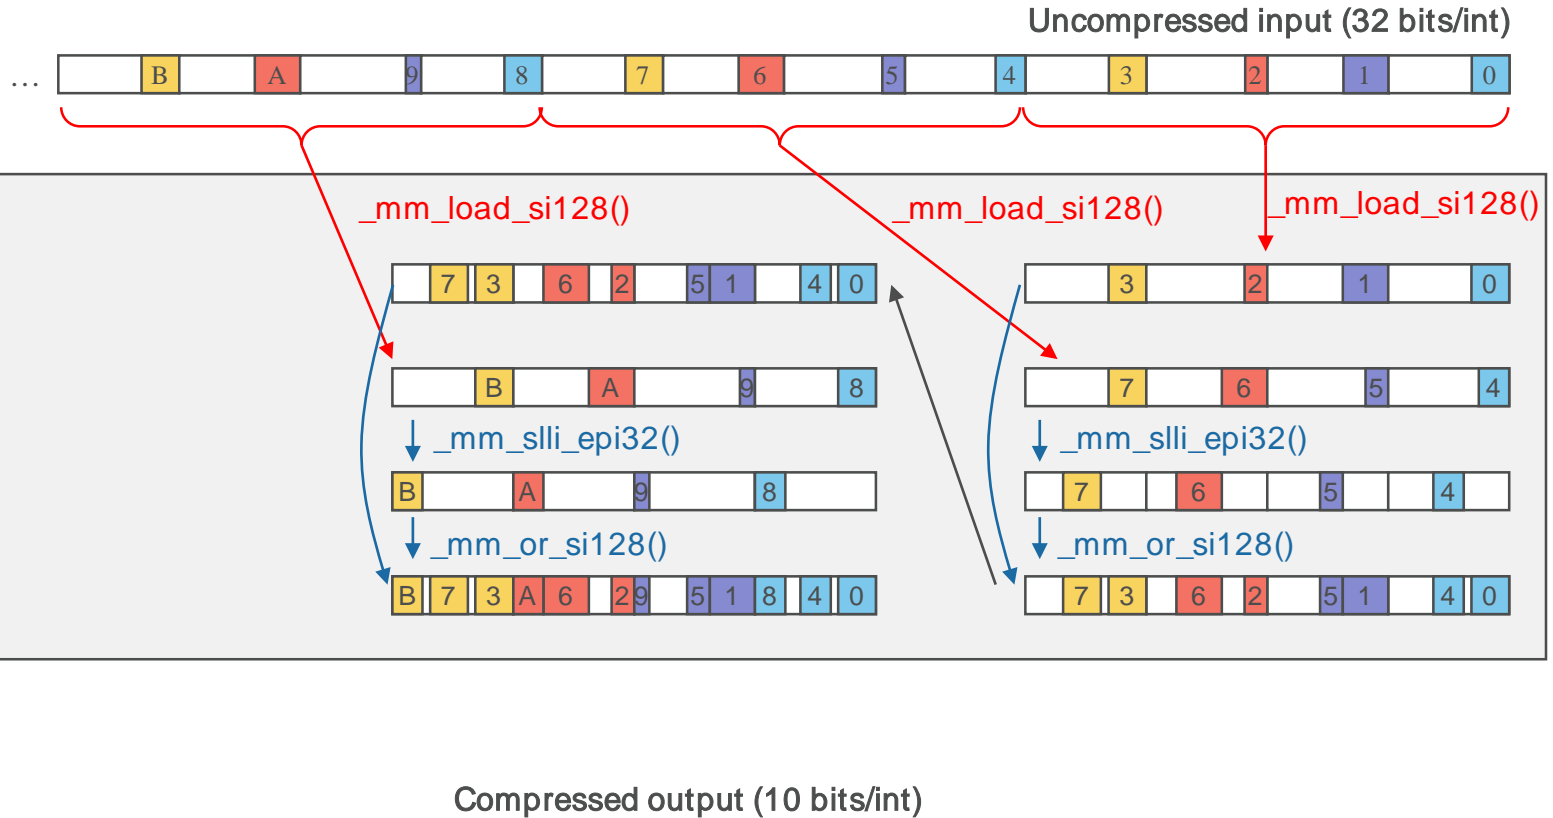 Uncompressed input (32 bits/int)
… B A 9 8 7 6 5 4 3 2 1 0
_mm_load_si128() _mm_load_si128() _mm_load_si128()
7 3 6 2 5 1 4 0
3 2 1 0
B A 9 8
7 6 5 4
_mm_slli_epi32()
_mm_slli_epi32()
B A 9 8
7 6 5 4
_mm_or_si128()
_mm_or_si128()
B 7 3 A 6 2 9 5 1 8 4 0
7 3 6 2 5 1 4 0
Compressed output (10 bits/int)